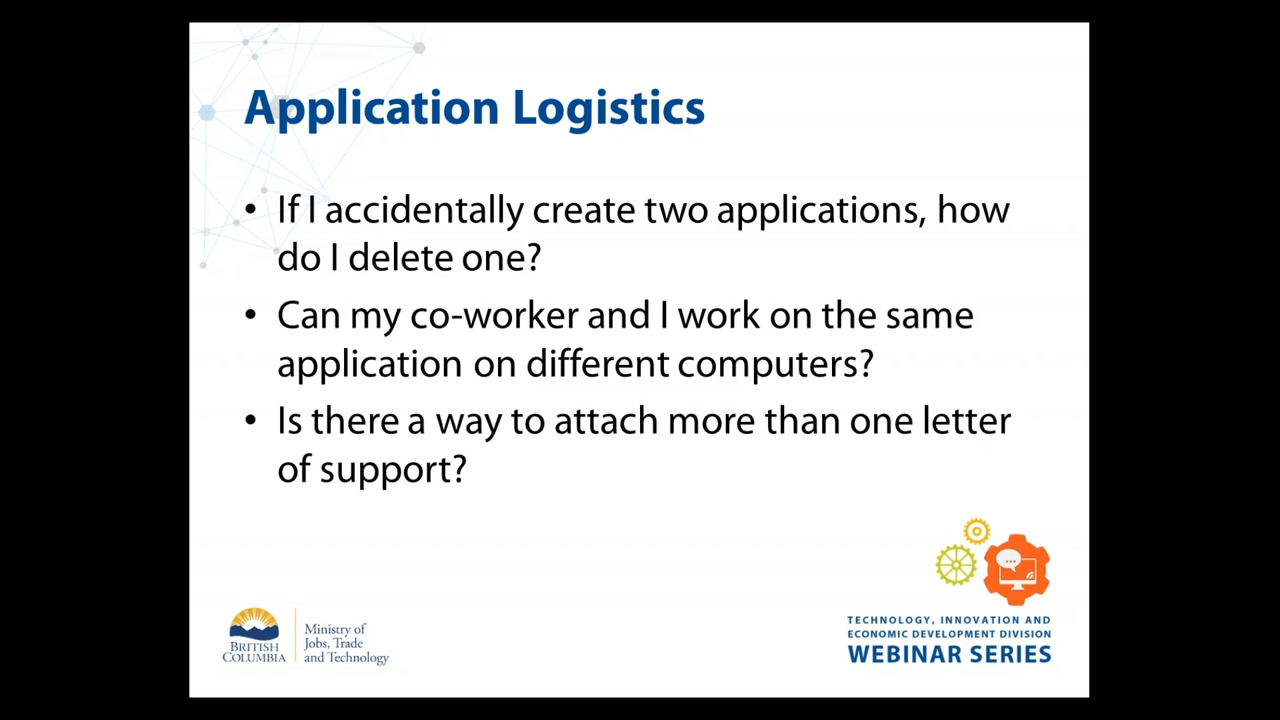 Application Logistics
• If I accidentally create two applications, how
do I delete one?
• Can my co-worker and I work on the same
application on different computers?
• Is there a way to attach more than one letter
of support?
BRITISH
COLUMBIA
Ministry of
Jobs, Trade
and Technology
TECHNOLOGY, INNOVATION AND
ECONOMIC DEVELOPMENT DIVISION
WEBINAR SERIES